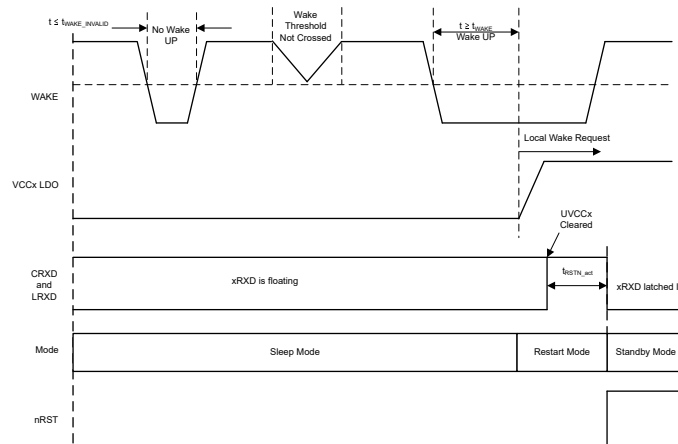 t ≤ tWAKE_INVALID
No Wake
UP
Wake
Threshold
Not Crossed
t ≥ tWAKE
Wake UP
WAKE
Local Wake Request
VCCx LDO
UVCCx
Cleared
CRXD
and
LRXD
xRXD is floating
tRSTN_act
xRXD latched l
Mode
Sleep Mode
Restart Mode
Standby Mode
nRST